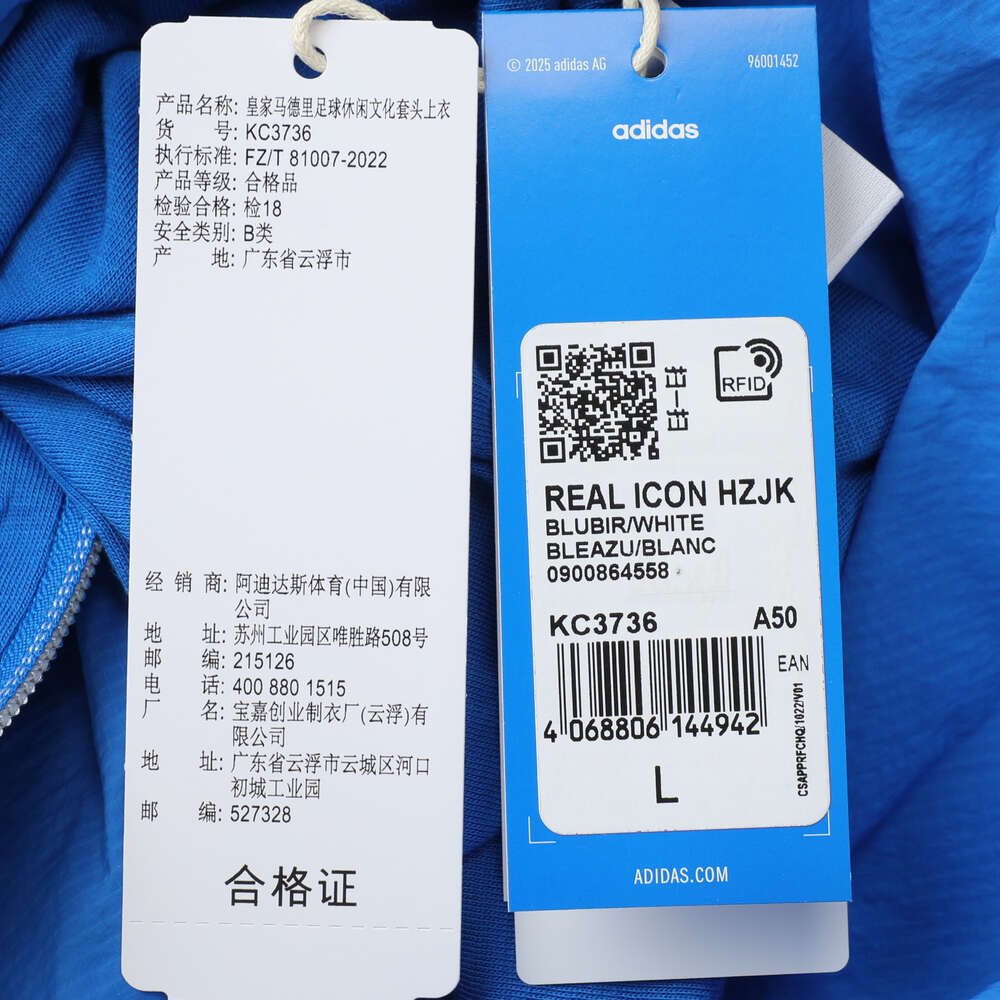 产品名称: 皇家马德里足球休闲文化套头上衣
货 号: KC3736
执行标准: FZ/T 81007-2022
产品等级: 合格品
检验合格: 检18
安全类别: B类
产 地: 广东省云浮市
经 销 商: 阿迪达斯体育(中国)有限
公司
地 址: 苏州工业园区唯胜路508号
邮 编: 215126
电 话: 400 880 1515
厂 名: 宝嘉创业制衣厂(云浮)有
限公司
地 址: 广东省云浮市云城区河口
初城工业园
邮 编: 527328
合格证
© 2025 adidas AG
96001452
adidas
扫一扫
RFID
REAL ICON HZJK
BLUBIR/WHITE
BLEAZU/BLANC
0900864558
KC3736 A50
EAN
4 068806 144942
CSAPPRFCHQ/1022/V01
L
ADIDAS.COM